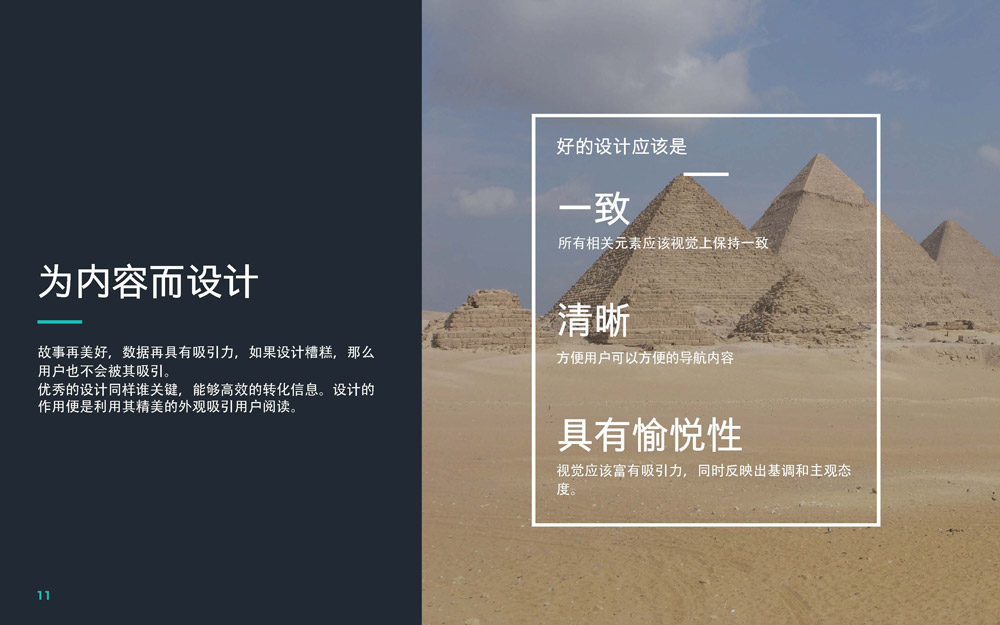 为内容而设计
故事再美好，数据再具有吸引力，如果设计糟糕，那么
用户也不会被其吸引。
优秀的设计同样谁关键，能够高效的转化信息。设计的
作用便是利用其精美的外观吸引用户阅读。
11
好的设计应该是
一致
所有相关元素应该视觉上保持一致
清晰
方便用户可以方便的导航内容
具有愉悦性
视觉应该富有吸引力，同时反映出基调和主观态
度。